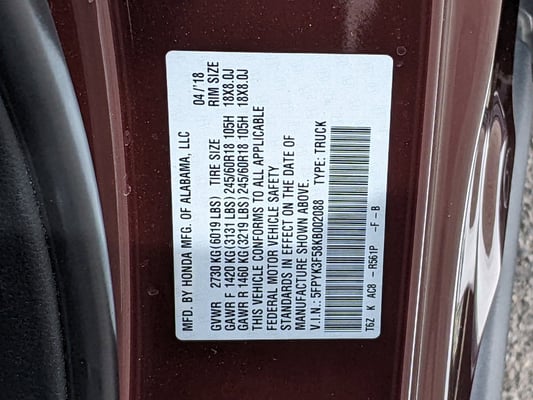 MFD. BY HONDA MFG. OF ALABAMA, LLC 04/'18
GVWR 2730 KG (6019 LBS) TIRE SIZE RIM SIZE
GAWR F 1420 KG (3131 LBS) 245/60R18 105H 18X8.0J
GAWR R 1460 KG (3219 LBS) 245/60R18 105H 18X8.0J
THIS VEHICLE CONFORMS TO ALL APPLICABLE
FEDERAL MOTOR VEHICLE SAFETY
STANDARDS IN EFFECT ON THE DATE OF
MANUFACTURE SHOWN ABOVE.
V.I.N.: 5FPYK3F58KB002088 TYPE: TRUCK
T6Z K AC8 - R561P - F - B